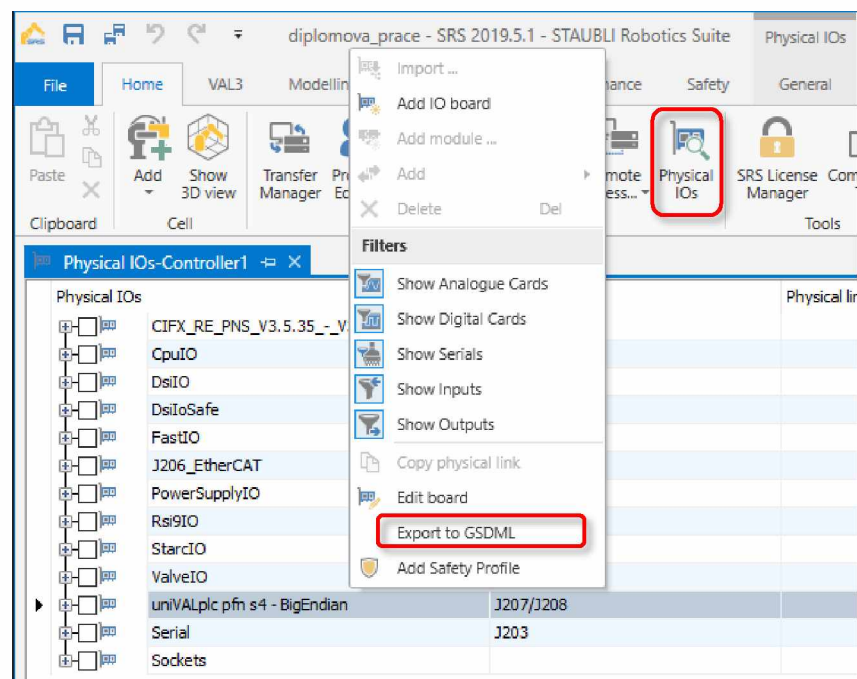 SRS diplomova_prace - SRS 2019.5.1 - STAUBLI Robotics Suite Physical IOs
File Home VAL3 Modellin nance Safety General
Import ...
Add IO board
Add module ...
Add
Delete Del
Filters
Show Analogue Cards
Show Digital Cards
Show Serials
Show Inputs
Show Outputs
Copy physical link
Edit board
Export to GSDML
Add Safety Profile
Paste Add Show Transfer Pr mote Physical SRS License Com
3D view Manager Ec ess... IOs Manager
Clipboard Cell Tools
Physical IOs-Controller1
Physical IOs Physical lin
CIFX_RE_PNS_V3.5.35_-_V
CpuIO
DsiIO
DsiIoSafe
FastIO
J206_EtherCAT
PowerSupplyIO
Rsi9IO
StarcIO
ValveIO
uniVALplc pfn s4 - BigEndian J207/J208
Serial J203
Sockets